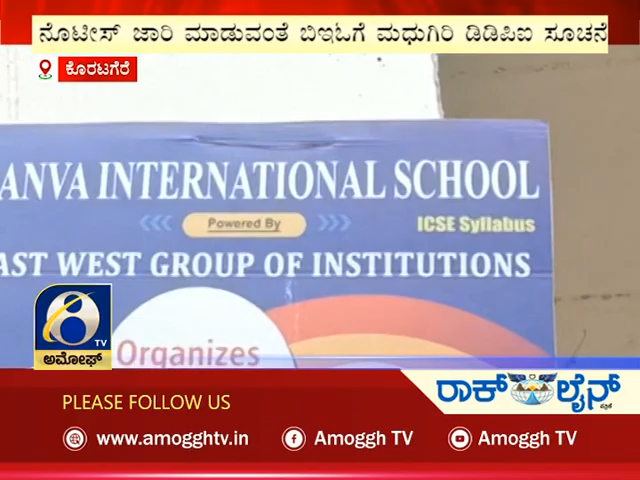 ನೋಟೀಸ್ ಜಾರಿ ಮಾಡುವಂತೆ ಬಿಇಓಗೆ ಮಧುಗಿರಿ ಡಿಡಿಪಿಐ ಸೂಚನೆ
ಕೊರಟಗೆರೆ
ANVA INTERNATIONAL SCHOOL
Powered By
ICSE Syllabus
AST WEST GROUP OF INSTITUTIONS
Organizes
TV
ಅಮೋಘ್
ರಾಕ್ ಲೈನ್
PLEASE FOLLOW US
www.amogghtv.in
Amoggh TV
Amoggh TV